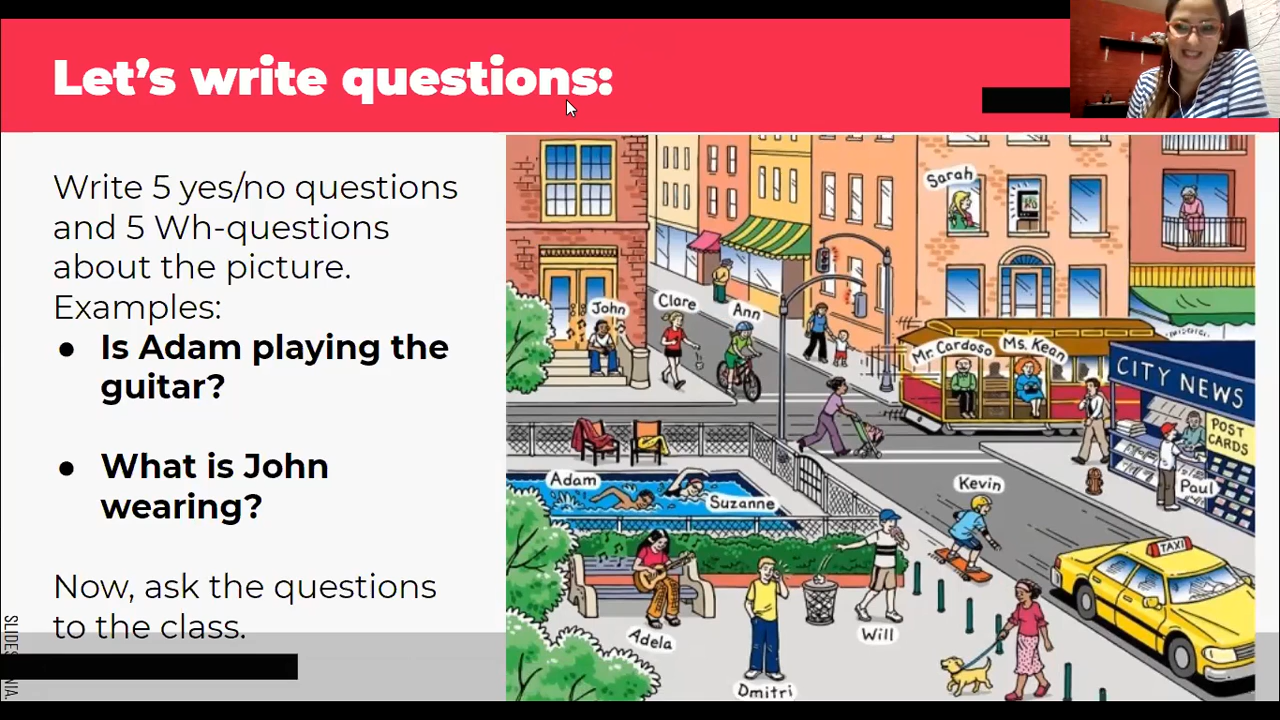 Let's write questions:
Write 5 yes/no questions
and 5 Wh-questions
about the picture.
Examples:
● Is Adam playing the
guitar?
● What is John
wearing?
Now, ask the questions
to the class.
Sarah
John
Clare
Ann
Mr. Cardoso
Ms. Kean
CITY NEWS
POST
CARDS
Paul
Adam
Suzanne
Kevin
TAXI
Adela
Will
Dmitri